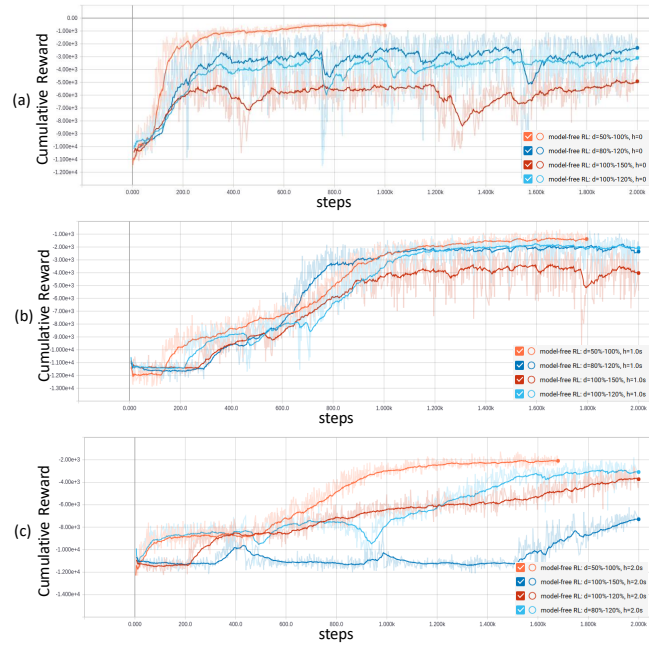 (a)
Cumulative Reward
0.00
-1.00e+3
-2.00e+3
-3.00e+3
-4.00e+3
-5.00e+3
-6.00e+3
-7.00e+3
-8.00e+3
-9.00e+3
-1.00e+4
-1.100e+4
-1.200e+4
model-free RL: d=50%-100%, h=0
model-free RL: d=80%-120%, h=0
model-free RL: d=100%-150%, h=0
model-free RL: d=100%-120%, h=0
0.000 200.0 400.0 600.0 800.0 1.000k 1.200k 1.400k 1.600k 1.800k 2.000k
steps
(b)
Cumulative Reward
-1.00e+3
-2.00e+3
-3.00e+3
-4.00e+3
-5.00e+3
-6.00e+3
-7.00e+3
-8.00e+3
-9.00e+3
-1.00e+4
-1.100e+4
-1.200e+4
-1.300e+4
model-free RL: d=50%-100%, h=1.0s
model-free RL: d=80%-120%, h=1.0s
model-free RL: d=100%-150%, h=1.0s
model-free RL: d=100%-120%, h=1.0s
0.000 200.0 400.0 600.0 800.0 1.000k 1.200k 1.400k 1.600k 1.800k 2.000k
steps
(c)
Cumulative Reward
-2.00e+3
-4.00e+3
-6.00e+3
-8.00e+3
-1.000e+4
-1.200e+4
-1.400e+4
model-free RL: d=50%-100%, h=2.0s
model-free RL: d=100%-150%, h=2.0s
model-free RL: d=100%-120%, h=2.0s
model-free RL: d=80%-120%, h=2.0s
0.000 200.0 400.0 600.0 800.0 1.000k 1.200k 1.400k 1.600k 1.800k 2.000k
steps